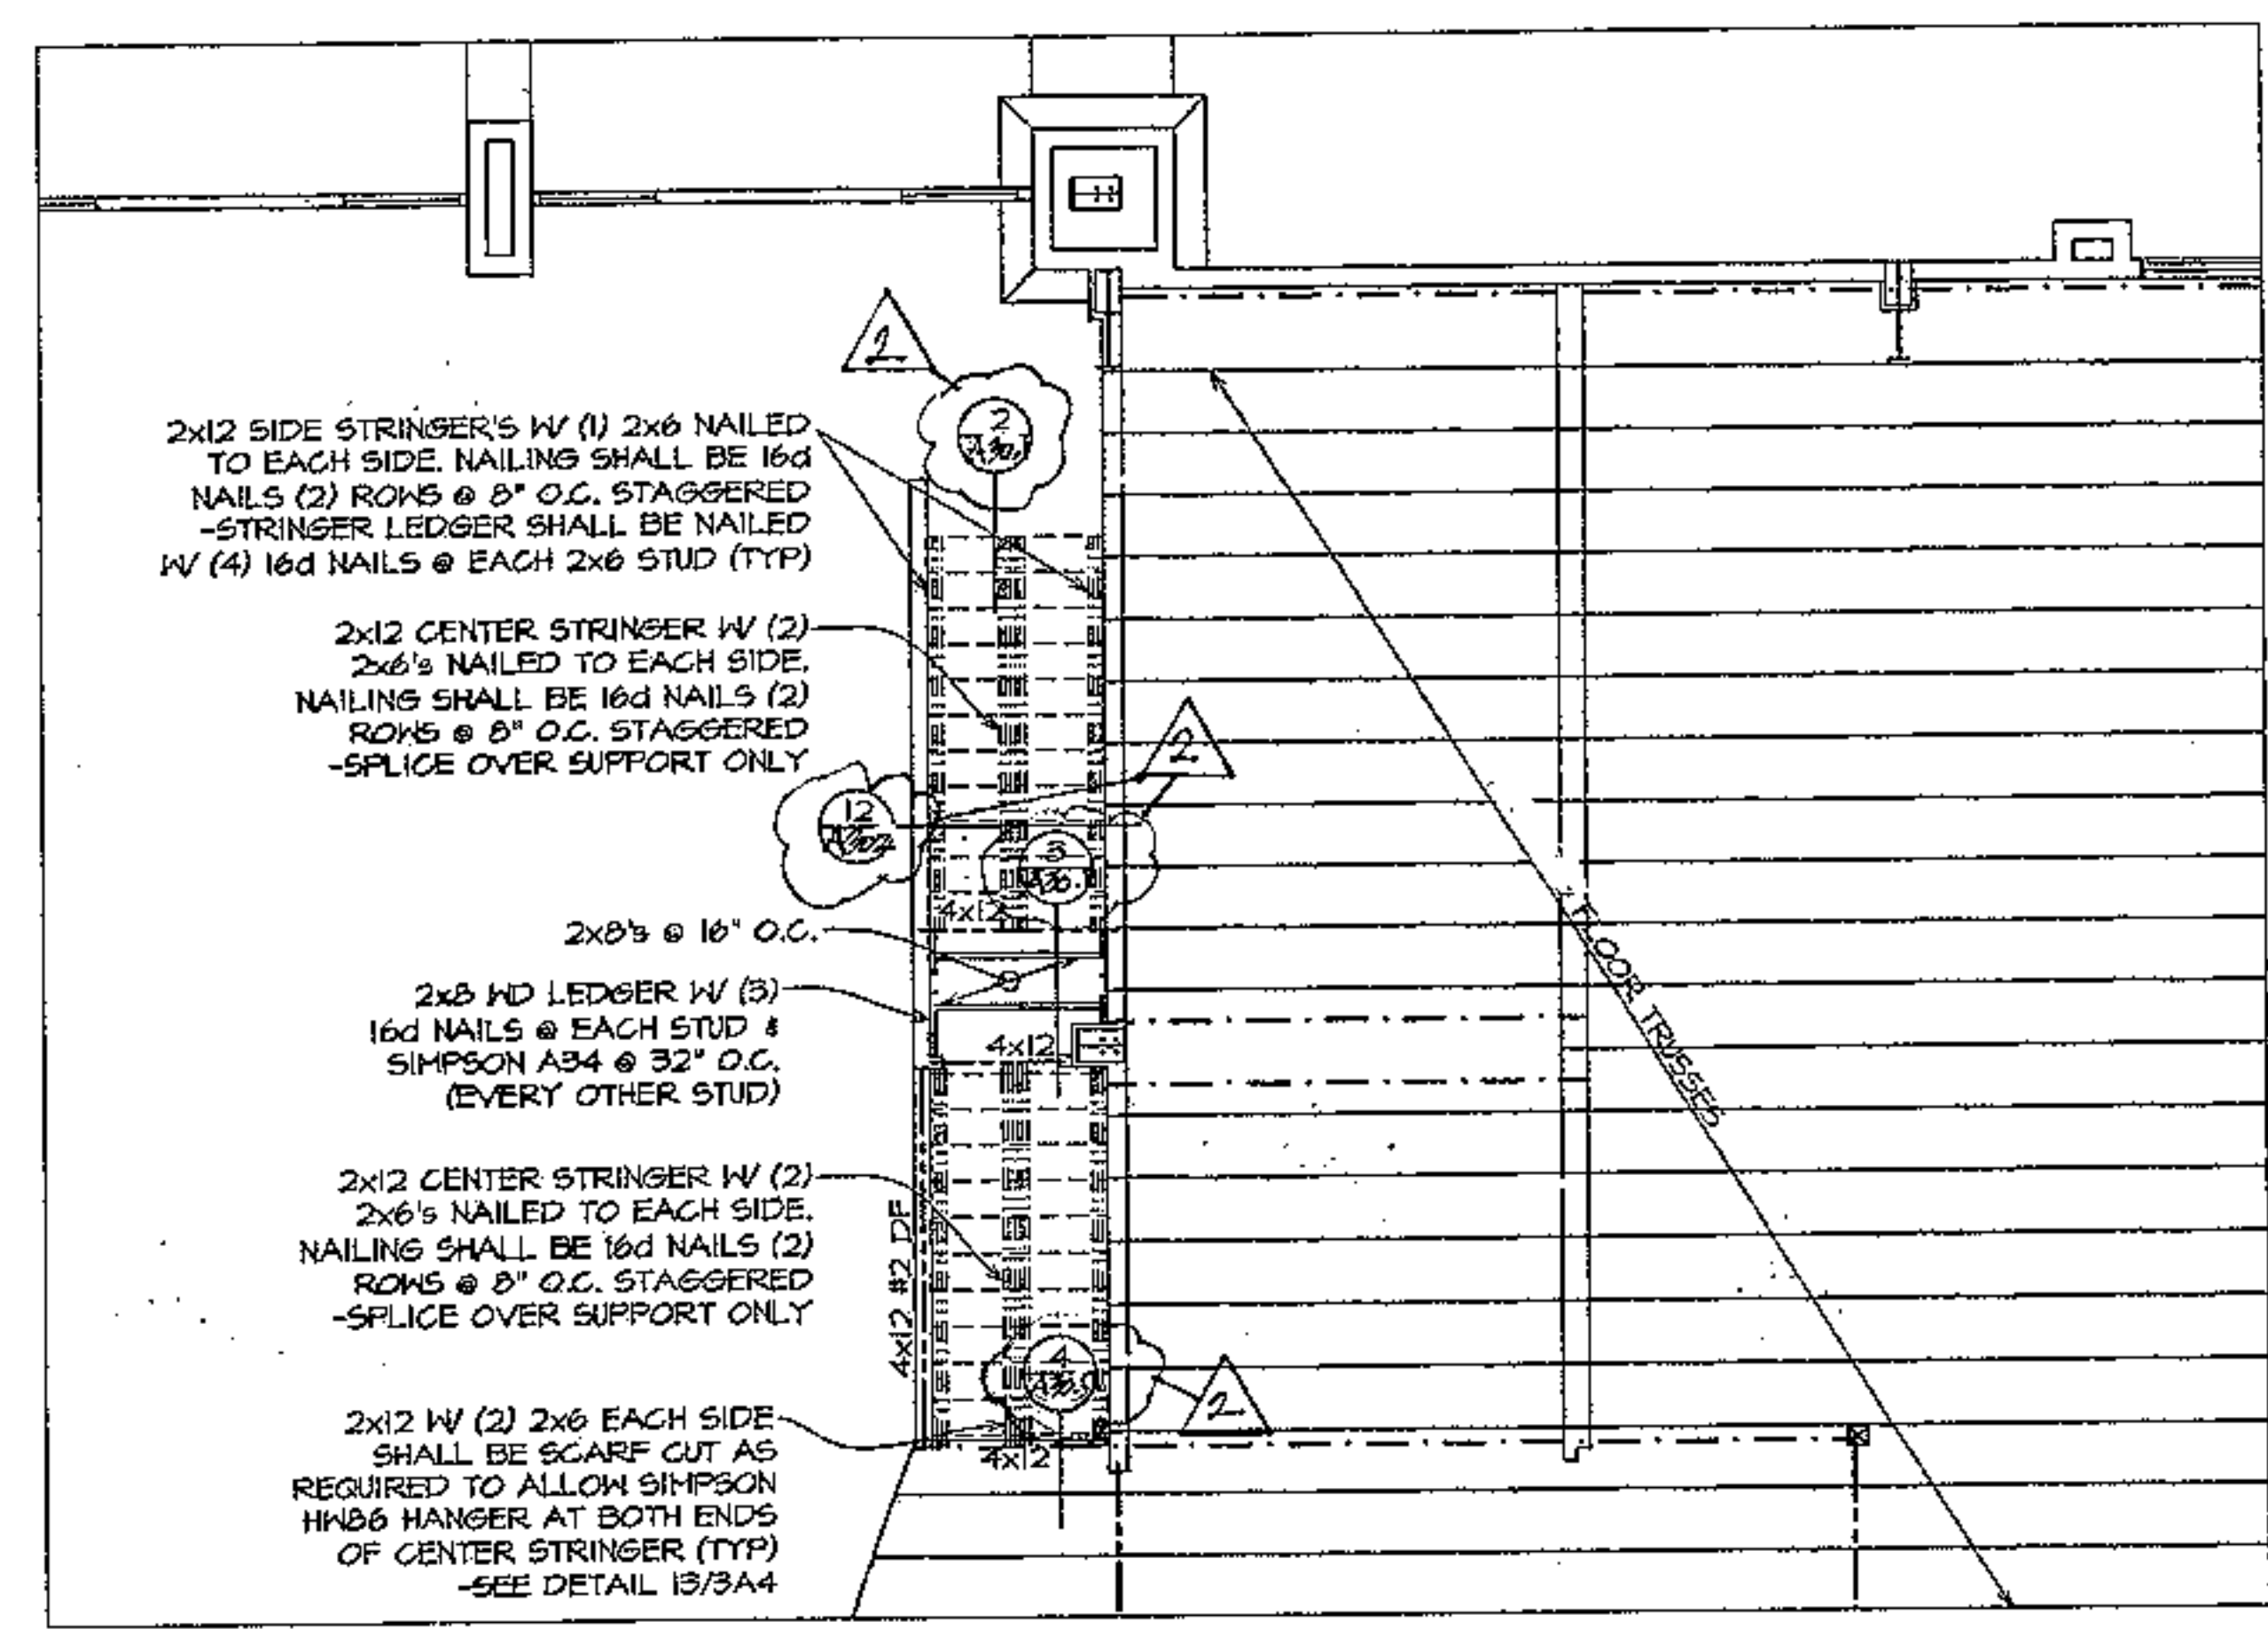 2
2
2x12 SIDE STRINGER'S W/ (1) 2x6 NAILED
TO EACH SIDE. NAILING SHALL BE 16d
NAILS (2) ROWS @ 8" O.C. STAGGERED
-STRINGER LEDGER SHALL BE NAILED
W/ (4) 16d NAILS @ EACH 2x6 STUD (TYP)
2x12 CENTER STRINGER W/ (2)
2x6's NAILED TO EACH SIDE.
NAILING SHALL BE 16d NAILS (2)
ROWS @ 8" O.C. STAGGERED
-SPLICE OVER SUPPORT ONLY
2
12
3
4x12
2x8's @ 16" O.C.
2x8 WD LEDGER W/ (3)
16d NAILS @ EACH STUD &
SIMPSON A34 @ 32" O.C.
(EVERY OTHER STUD)
4x12
FLOOR TRUSSES
2x12 CENTER STRINGER W/ (2)
2x6's NAILED TO EACH SIDE.
NAILING SHALL BE 16d NAILS (2)
ROWS @ 8" O.C. STAGGERED
-SPLICE OVER SUPPORT ONLY
4x12 #2 DF
4
2
4x12
2x12 W/ (2) 2x6 EACH SIDE
SHALL BE SCARF CUT AS
REQUIRED TO ALLOW SIMPSON
HANGER AT BOTH ENDS
OF CENTER STRINGER (TYP)
-SEE DETAIL 13/3A4